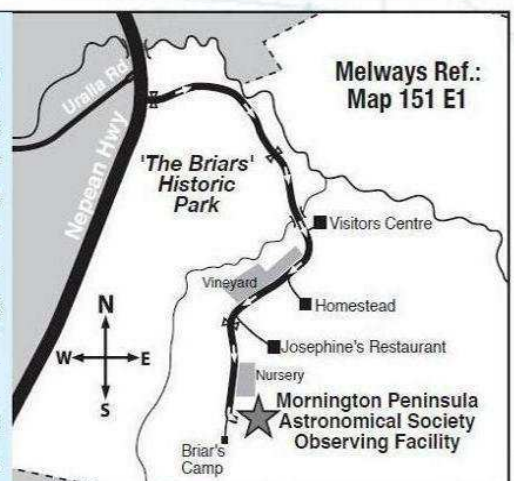 Melways Ref.:
Map 151 E1
Uralla Rd
Nepean Hwy
'The Briars'
Historic
Park
Visitors Centre
Vineyard
Homestead
N
W
E
S
Josephine's Restaurant
Nursery
Mornington Peninsula
Astronomical Society
Observing Facility
Briar's
Camp